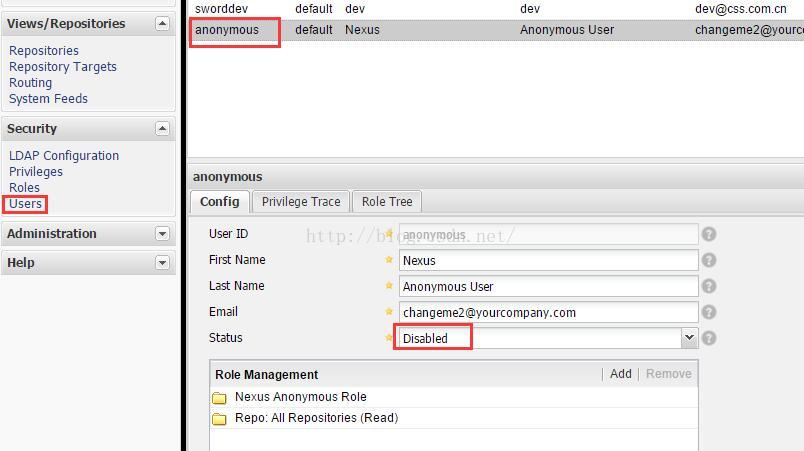 Views/Repositories
Repositories
Repository Targets
Routing
System Feeds
Security
LDAP Configuration
Privileges
Roles
Users
Administration
Help
sworddev default dev dev dev@css.com.cn
anonymous default Nexus Anonymous User changeme2@yourco
anonymous
Config Privilege Trace Role Tree
User ID anonymous
http://blog.csdn.net/
First Name Nexus
Last Name Anonymous User
Email changeme2@yourcompany.com
Status Disabled
Role Management Add Remove
Nexus Anonymous Role
Repo: All Repositories (Read)